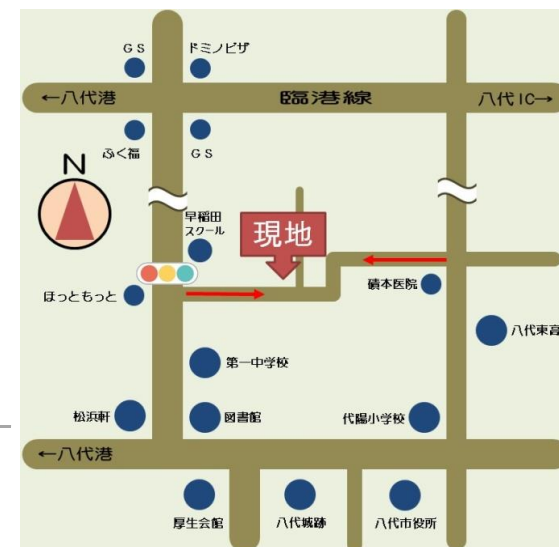 GS
ドミノピザ
←八代港
臨港線
八代IC→
ふく福
GS
N
早稲田
スクール
現地
ほっともっと
磧本医院
八代東高
第一中学校
松浜軒
図書館
代陽小学校
←八代港
厚生会館
八代城跡
八代市役所